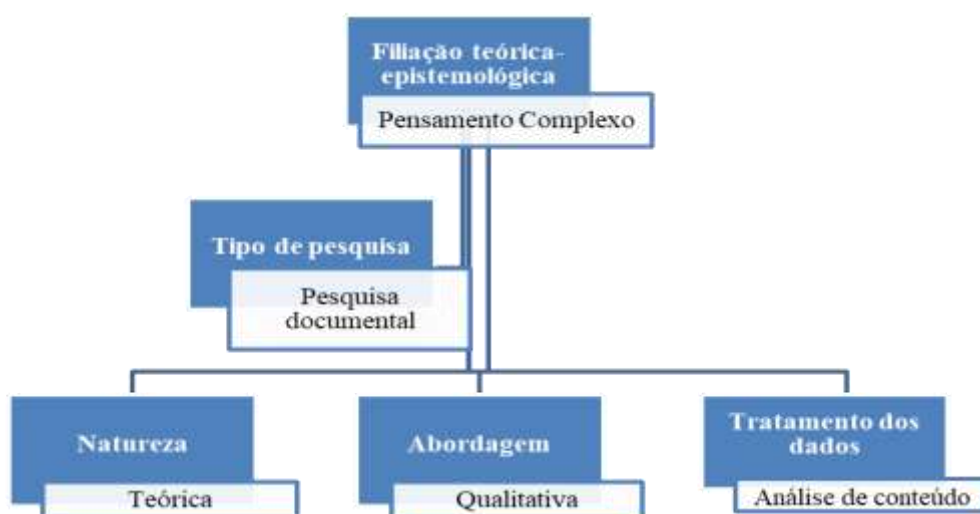 Filiação teórica-
epistemológica
Pensamento Complexo
Tipo de pesquisa
Pesquisa
documental
Natureza
Teórica
Abordagem
Qualitativa
Tratamento dos
dados
Análise de conteúdo